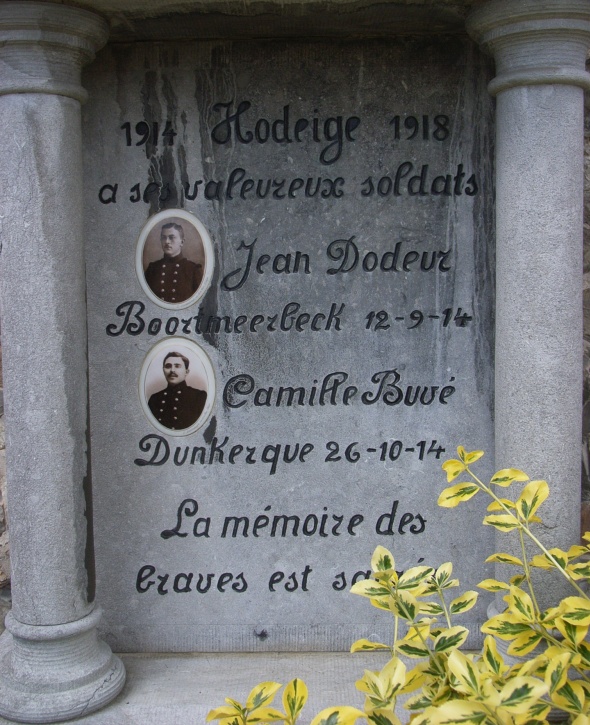 1914 Hodeige 1918
a ses valeureux soldats
Jean Dodeur
Boortmeerbeek 12-9-14
Camille Buvé
Dunkerque 26-10-14
La mémoire des
braves est